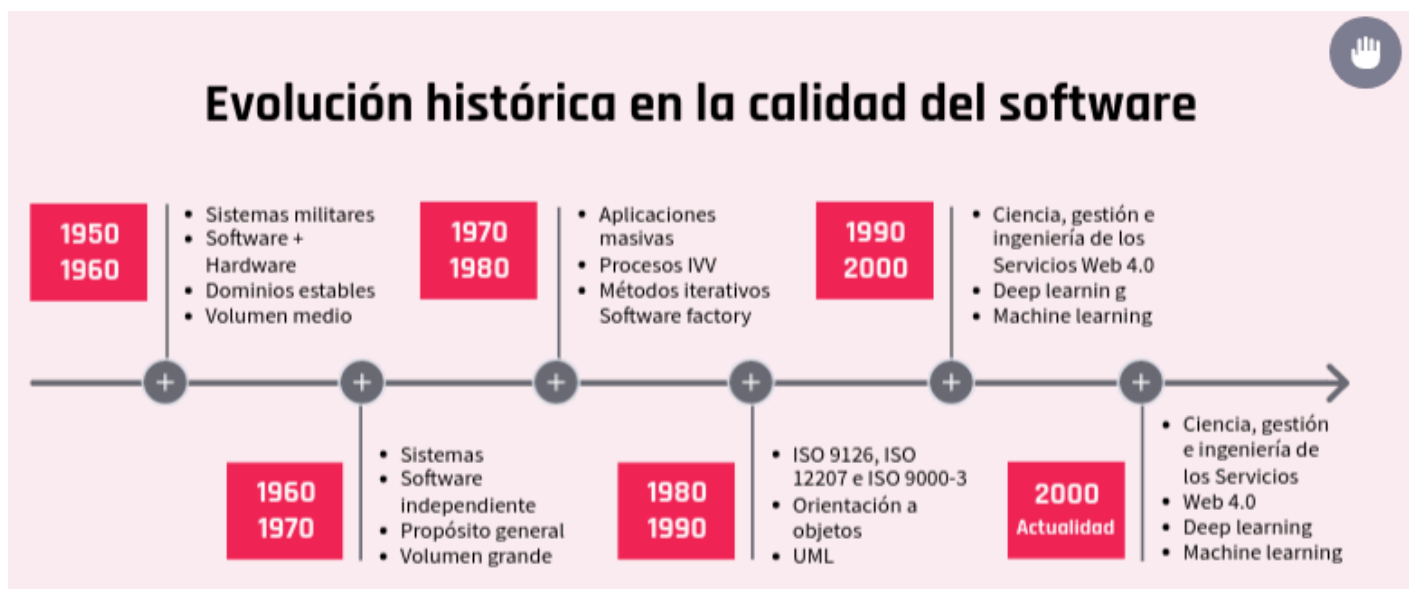 Evolución histórica en la calidad del software
1950
1960
• Sistemas militares
• Software +
Hardware
• Dominios estables
• Volumen medio
1960
1970
• Sistemas
• Software
independiente
• Propósito general
• Volumen grande
1970
1980
• Aplicaciones
masivas
• Procesos IVV
• Métodos iterativos
Software factory
1980
1990
• ISO 9126, ISO
12207 e ISO 9000-3
• Orientación a
objetos
• UML
1990
2000
• Ciencia, gestión e
ingeniería de los
Servicios Web 4.0
• Deep learnin g
• Machine learning
2000
Actualidad
• Ciencia, gestión
e ingeniería de
los Servicios
• Web 4.0
• Deep learning
• Machine learning